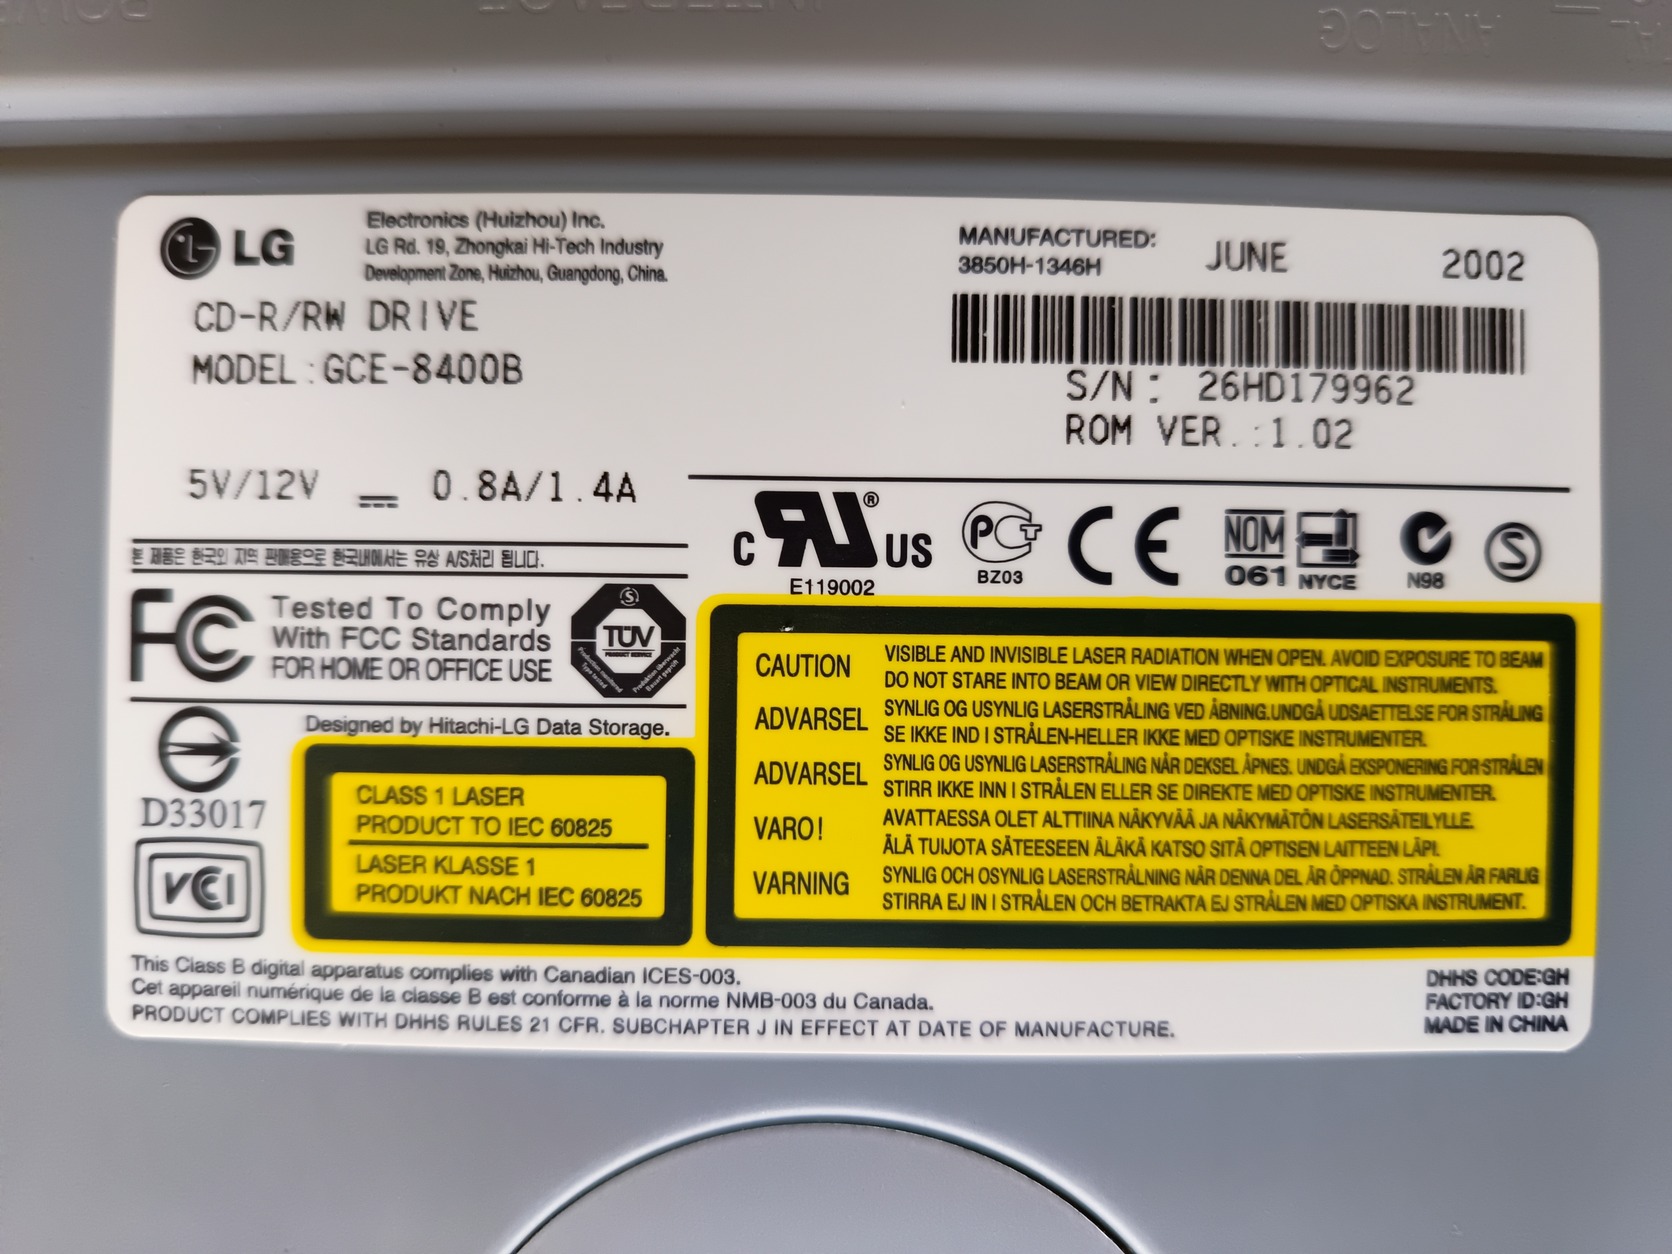 LG
Electronics (Huizhou) Inc.
LG Rd. 19, Zhongkai Hi-Tech Industry
Development Zone, Huizhou, Guangdong, China.
CD-R/RW DRIVE
MODEL:GCE-8400B
MANUFACTURED: JUNE 2002
3850H-1346H
S/N: 26HD179962
ROM VER.:1.02
5V/12V 0.8A/1.4A
본 제품은 한국외 지역 판매용으로 한국내에서는 유상 A/S처리 됩니다.
FC Tested To Comply
With FCC Standards
FOR HOME OR OFFICE USE
TÜV
PRODUCT SERVICE
C RU ® US
E119002
PCT
BZ03
CE
NOM
061 NYCE
N98
S
Designed by Hitachi-LG Data Storage.
D33017
VCI
CLASS 1 LASER
PRODUCT TO IEC 60825
LASER KLASSE 1
PRODUKT NACH IEC 60825
CAUTION VISIBLE AND INVISIBLE LASER RADIATION WHEN OPEN. AVOID EXPOSURE TO BEAM
DO NOT STARE INTO BEAM OR VIEW DIRECTLY WITH OPTICAL INSTRUMENTS.
ADVARSEL SYNLIG OG USYNLIG LASERSTRÅLING VED ÅBNING.UNDGÅ UDSAETTELSE FOR STRÅLING
SE IKKE IND I STRÅLEN-HELLER IKKE MED OPTISKE INSTRUMENTER.
ADVARSEL SYNLIG OG USYNLIG LASERSTRÅLING NÅR DEKSEL ÅPNES. UNDGÅ EKSPONERING FOR STRÅLEN
STIRR IKKE INN I STRÅLEN ELLER SE DIREKTE MED OPTISKE INSTRUMENTER.
VARO! AVATTAESSA OLET ALTTIINA NÄKYVÄÄ JA NÄKYMÄTÖN LASERSÄTEILYLLE.
ÄLÄ TUIJOTA SÄTEESEEN ÄLÄKÄ KATSO SITÄ OPTISEN LAITTEEN LÄPI.
VARNING SYNLIG OCH OSYNLIG LASERSTRÅLNING NÄR DENNA DEL ÄR ÖPPNAD. STRÅLEN ÄR FARLIG
STIRRA EJ IN I STRÅLEN OCH BETRAKTA EJ STRÅLEN MED OPTISKA INSTRUMENT.
This Class B digital apparatus complies with Canadian ICES-003.
Cet appareil numérique de la classe B est conforme à la norme NMB-003 du Canada.
PRODUCT COMPLIES WITH DHHS RULES 21 CFR. SUBCHAPTER J IN EFFECT AT DATE OF MANUFACTURE.
DHHS CODE:GH
FACTORY ID:GH
MADE IN CHINA